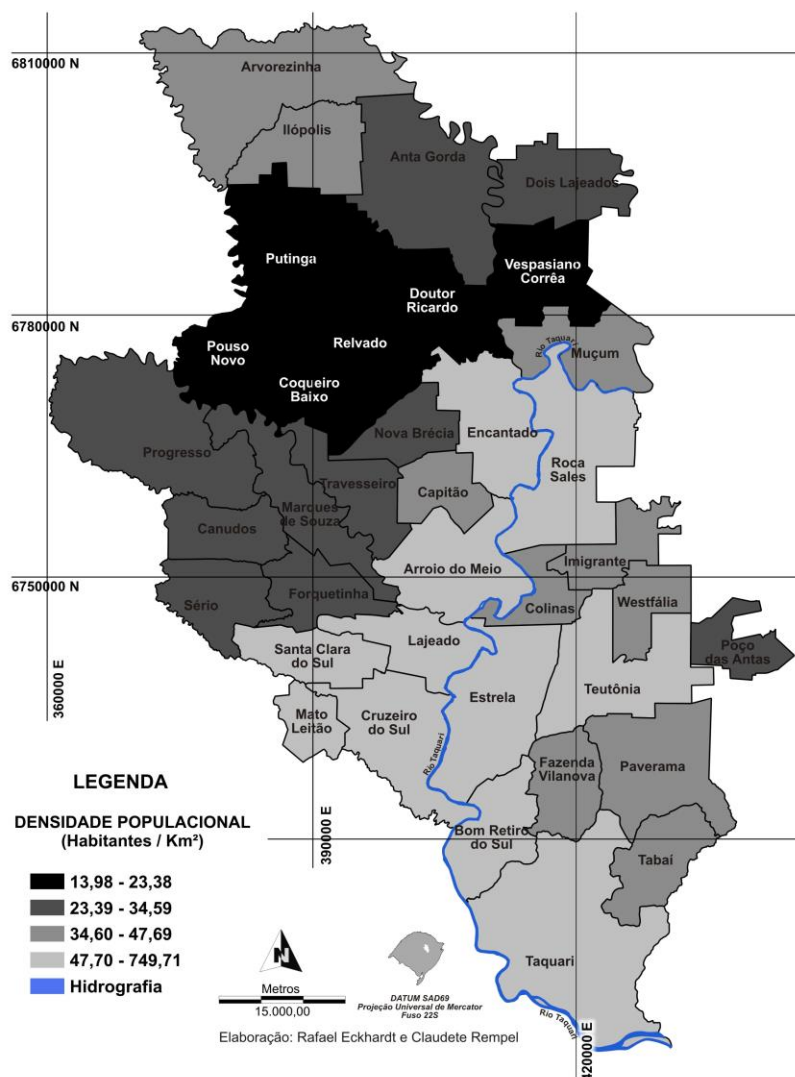 6810000 N
Arvorezinha
Ilópolis
Anta Gorda
Dois Lajeados
Putinga
Vespasiano
Corrêa
Doutor
Ricardo
6780000 N
Pouso
Novo
Relvado
Rio Taquari
Muçum
Coqueiro
Baixo
Nova Brécia
Encantado
Progresso
Travesseiro
Capitão
Roca
Sales
Marques
de Souza
Canudos
Arroio do Meio
Imigrante
6750000 N
Sério
Forquetinha
Colinas
Westfália
Santa Clara
do Sul
Lajeado
Poço
das Antas
360000 E
Estrela
Teutônia
Mato
Leitão
Cruzeiro
do Sul
Rio Taquari
Fazenda
Vilanova
Paverama
LEGENDA
DENSIDADE POPULACIONAL
(Habitantes / Km²)
390000 E
Bom Retiro
do Sul
Tabaí
13,98 - 23,38
23,39 - 34,59
34,60 - 47,69
47,70 - 749,71
Hidrografia
N
Metros
15.000,00
DATUM SAD69
Projeção Universal de Mercator
Fuso 22S
Taquari
Rio Taquari
420000 E
Elaboração: Rafael Eckhardt e Claudete Rempel